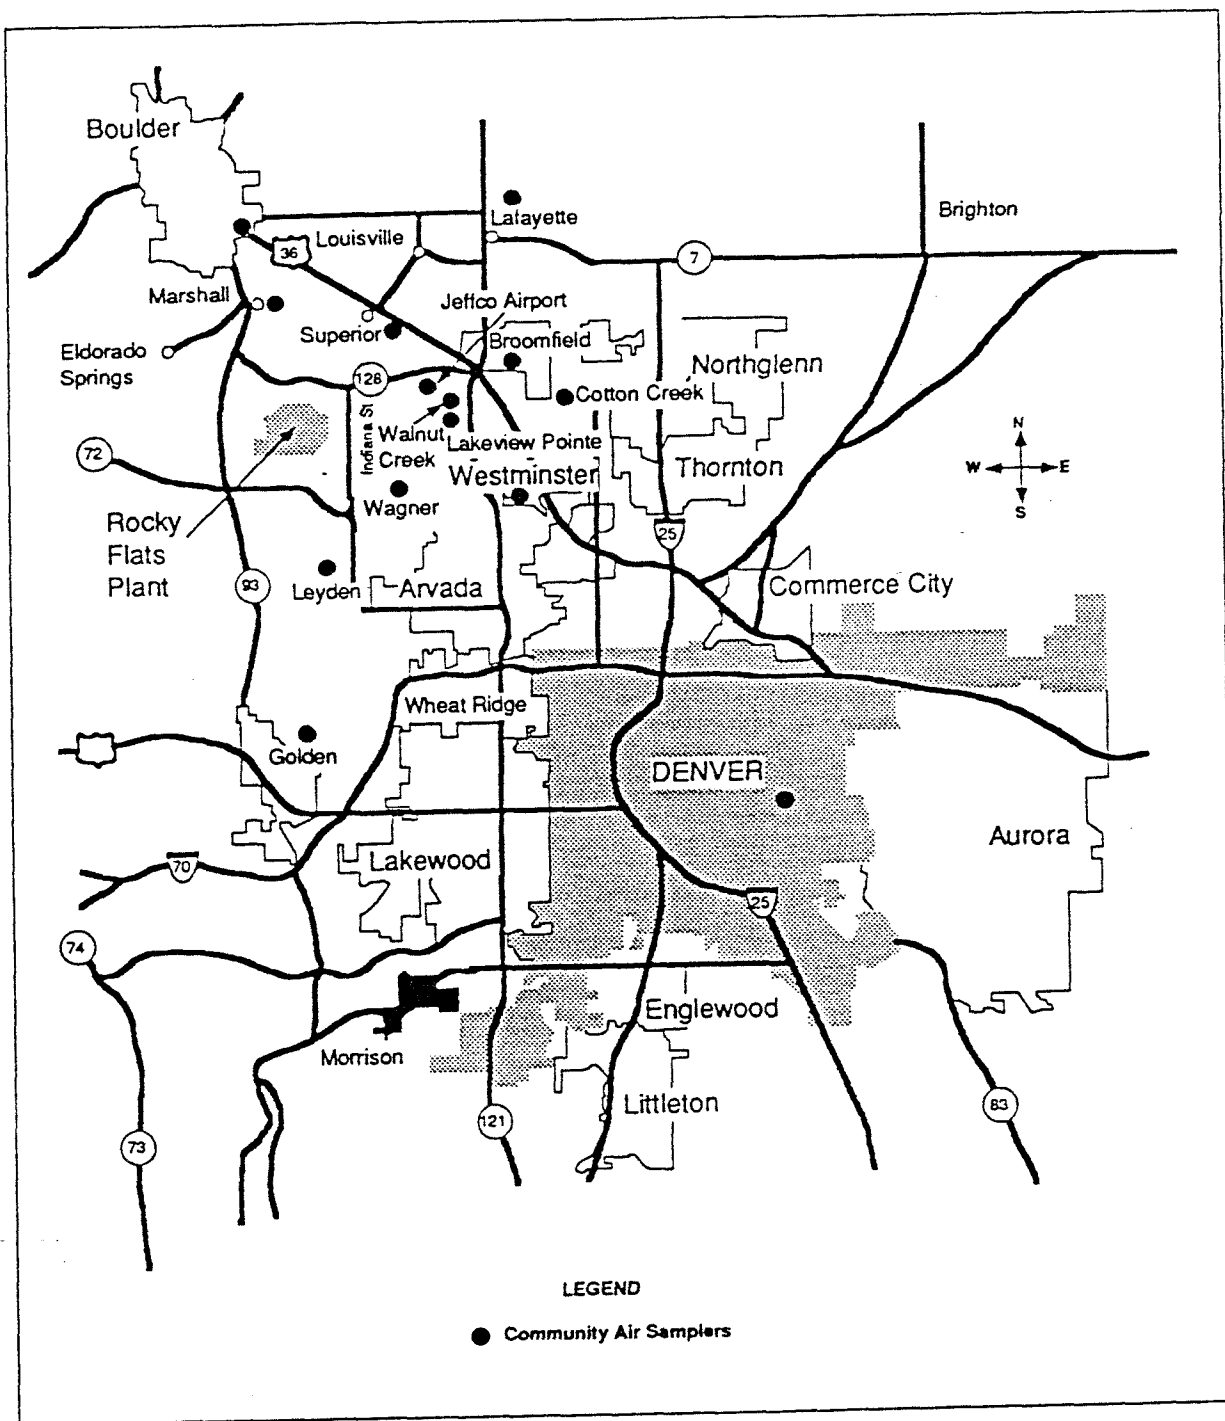 Boulder
Lafayette
Brighton
Louisville
36
7
Marshall
Jeffco Airport
Superior
Broomfield
Eldorado
Springs
Northglenn
128
Cotton Creek
Indiana St
Walnut
Creek
Lakeview Pointe
N
72
Westminster
Thornton
W
E
Wagner
S
Rocky
Flats
Plant
25
93
Leyden
Arvada
Commerce City
Wheat Ridge
Golden
DENVER
Aurora
70
Lakewood
25
74
Englewood
Morrison
Littleton
121
83
73
LEGEND
Community Air Samplers